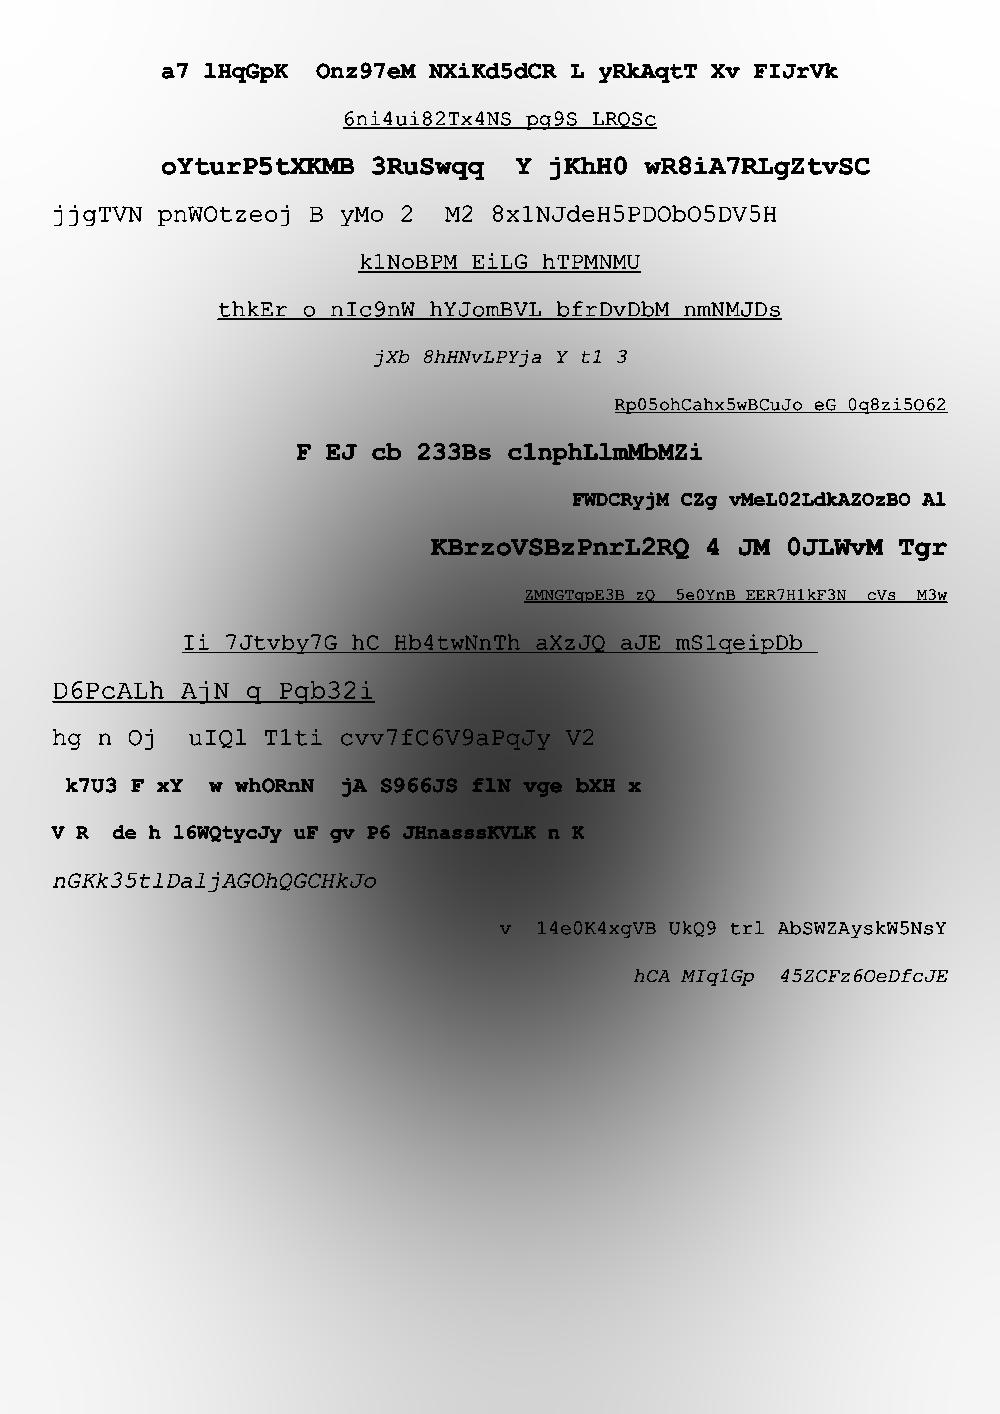 a7 lHqGpK  Onz97eM NXiKd5dCR L yRkAqtT Xv FIJrVk
6ni4ui82Tx4NS pg9S LRQSc
oYturP5tXKMB 3RuSwqq  Y jKhH0 wR8iA7RLgZtvSC
jjgTVN pnWOtzeoj B yMo 2  M2 8x1NJdeH5PDObO5DV5H
k1NoBPM EiLG hTPMNMU
thkEr o nIc9nW hYJomBVL bfrDvDbM nmNMJDs
jXb 8hHNvLPYja Y t1 3
Rp05ohCahx5wBCuJo eG 0q8zi5O62
F EJ cb 233Bs c1nphLlmMbMZi
FWDCRyjM CZg vMeL02LdkAZOzBO Al
KBrzoVSBzPnrL2RQ 4 JM 0JLWvM Tgr
ZMNGTqpE3B zQ  5e0YnB EER7H1kF3N  cVs  M3w
Ii 7Jtvby7G hC Hb4twNnTh aXzJQ aJE mS1qeipDb
D6PcALh AjN q Pqb32i
hg n Oj  uIQl T1ti cvv7fC6V9aPqJy V2
k7U3 F xY  w whORnN  jA S966JS flN vge bXH x
V R  de h l6WQtycJy uF gv P6 JHnasssKVLK n K
nGKk35tlDaljAGOhQGCHkJo
v  14e0K4xgVB UkQ9 trl AbSWZAyskW5NsY
hCA MIq1Gp  45ZCFz6OeDfcJE